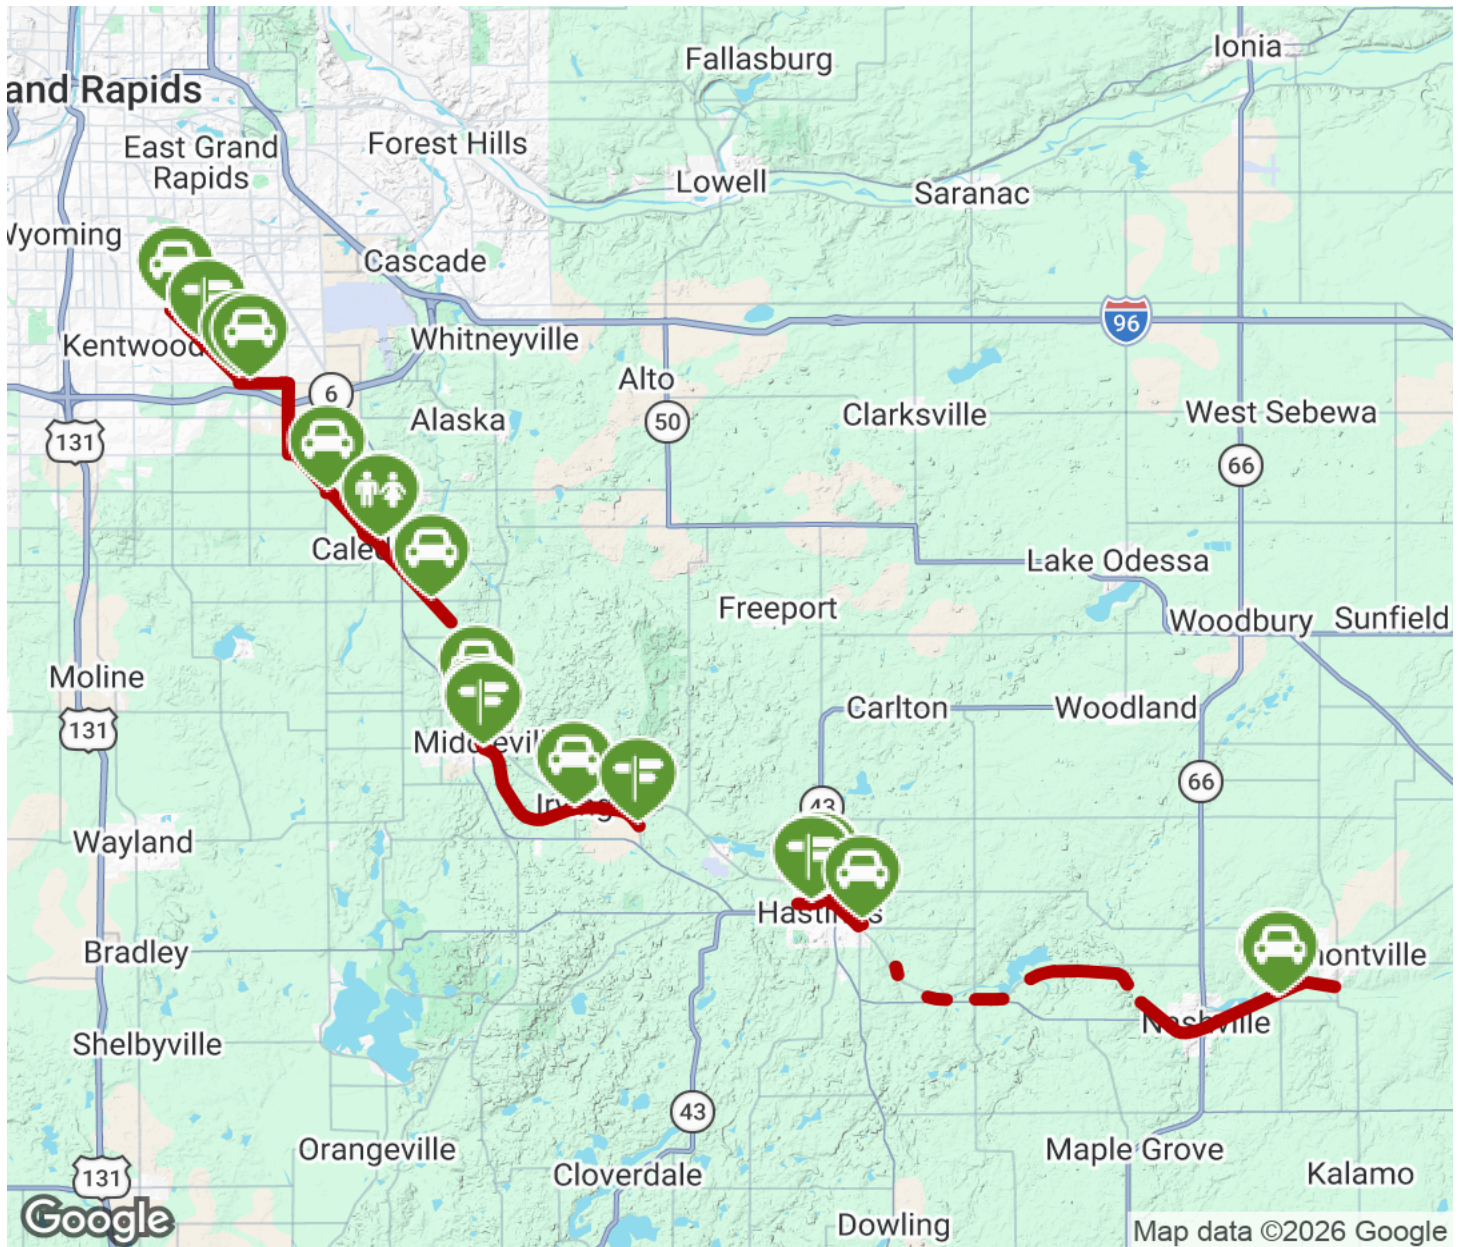 Ionia
Fallasburg
and Rapids
East Grand
Rapids
Forest Hills
Lowell
Saranac
Wyoming
Cascade
96
Kentwood
Whitneyville
6
Alto
Alaska
50
Clarksville
West Sebewa
131
66
Lake Odessa
Freeport
Woodbury
Sunfield
Moline
131
Carlton
Woodland
66
43
Wayland
Bradley
Nashville
Shelbyville
43
Orangeville
Cloverdale
Maple Grove
Kalamo
131
Google
Dowling
Map data ©2026 Google